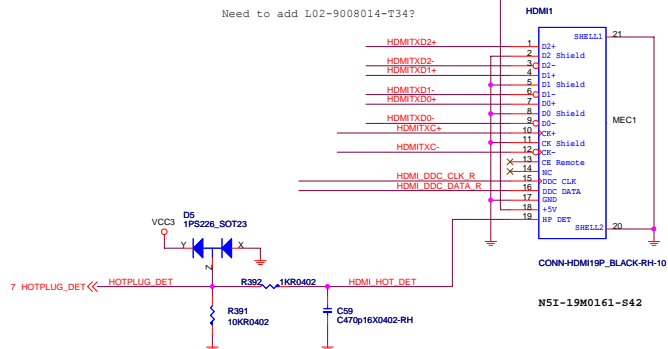 Need to add L02-9008014-T34?
HDMI1
SHELL1 21
HDMITXD2+ 1 D2+
2 D2 Shield
HDMITXD2- 3 D2-
HDMITXD1+ 4 D1+
5 D1 Shield
HDMITXD1- 6 D1-
HDMITXD0+ 7 D0+
8 D0 Shield
MEC1
HDMITXD0- 9 D0-
HDMITXC+ 10 CK+
11 CK Shield
HDMITXC- 12 CK-
13 CE Remote
14 NC
HDMI_DDC_CLK_R 15 DDC CLK
HDMI_DDC_DATA_R 16 DDC DATA
17 GND
18 +5V
19 HP DET
SHELL2 20
D5
1PS226_SOT23
VCC3
Y X
Z
CONN-HDMI19P_BLACK-RH-10
7 HOTPLUG_DET HOTPLUG_DET R392 1KR0402 HDMI_HOT_DET
N5I-19M0161-S42
R391
10KR0402
C59
C470p16X0402-RH